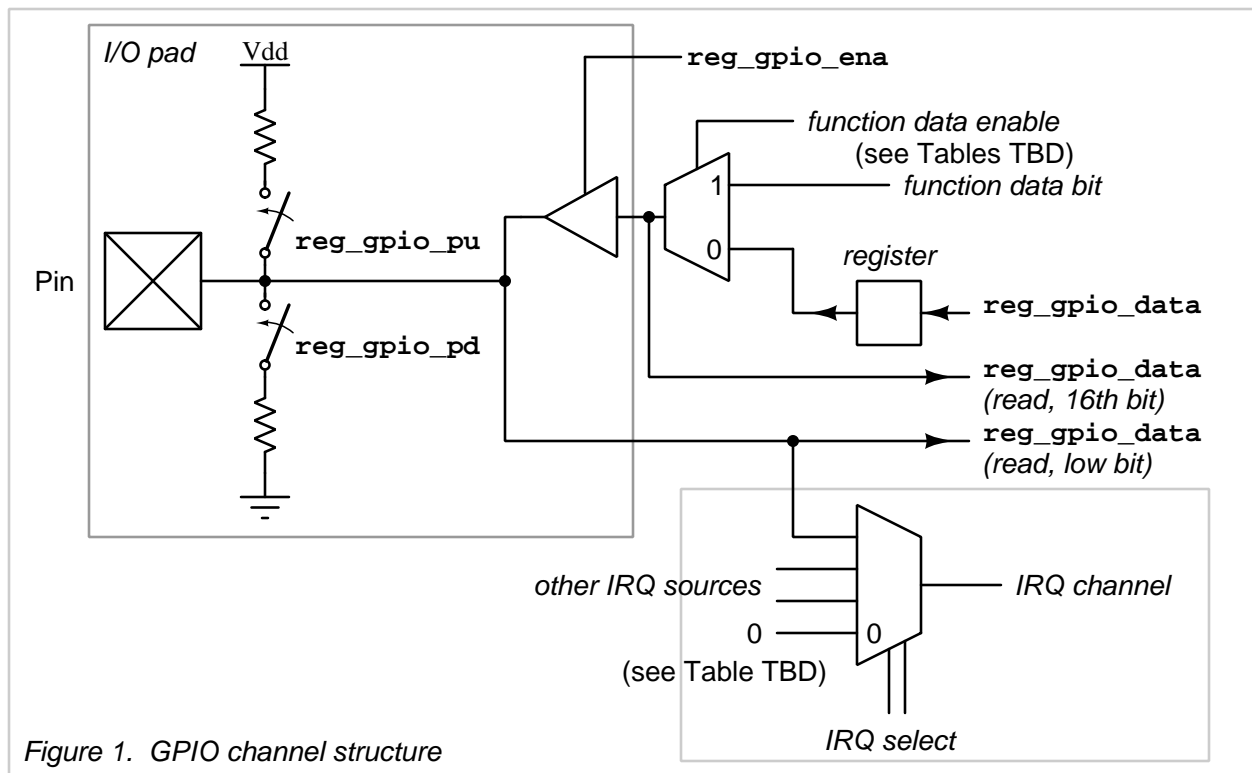 I/O pad
Vdd
reg_gpio_ena
function data enable
(see Tables TBD)
1
function data bit
reg_gpio_pu
0
register
Pin
reg_gpio_data
reg_gpio_pd
reg_gpio_data
(read, 16th bit)
reg_gpio_data
(read, low bit)
other IRQ sources
IRQ channel
0
0
(see Table TBD)
IRQ select
Figure 1. GPIO channel structure